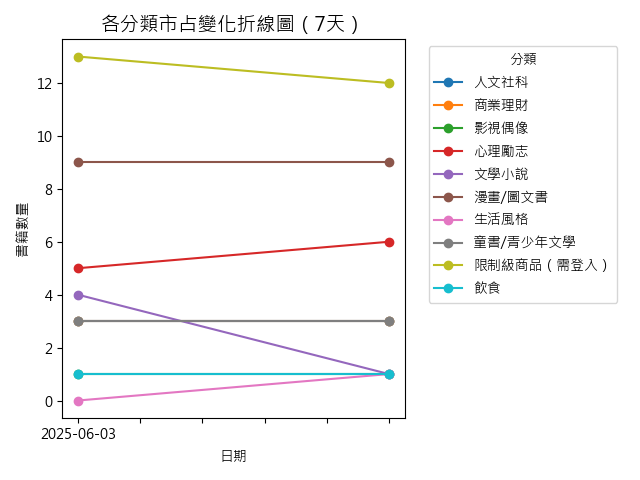 各分類市占變化折線圖（7天）
書籍數量
12
10
8
6
4
2
0
2025-06-03
日期
分類
人文社科
商業理財
影視偶像
心理勵志
文學小說
漫畫/圖文書
生活風格
童書/青少年文學
限制級商品（需登入）
飲食